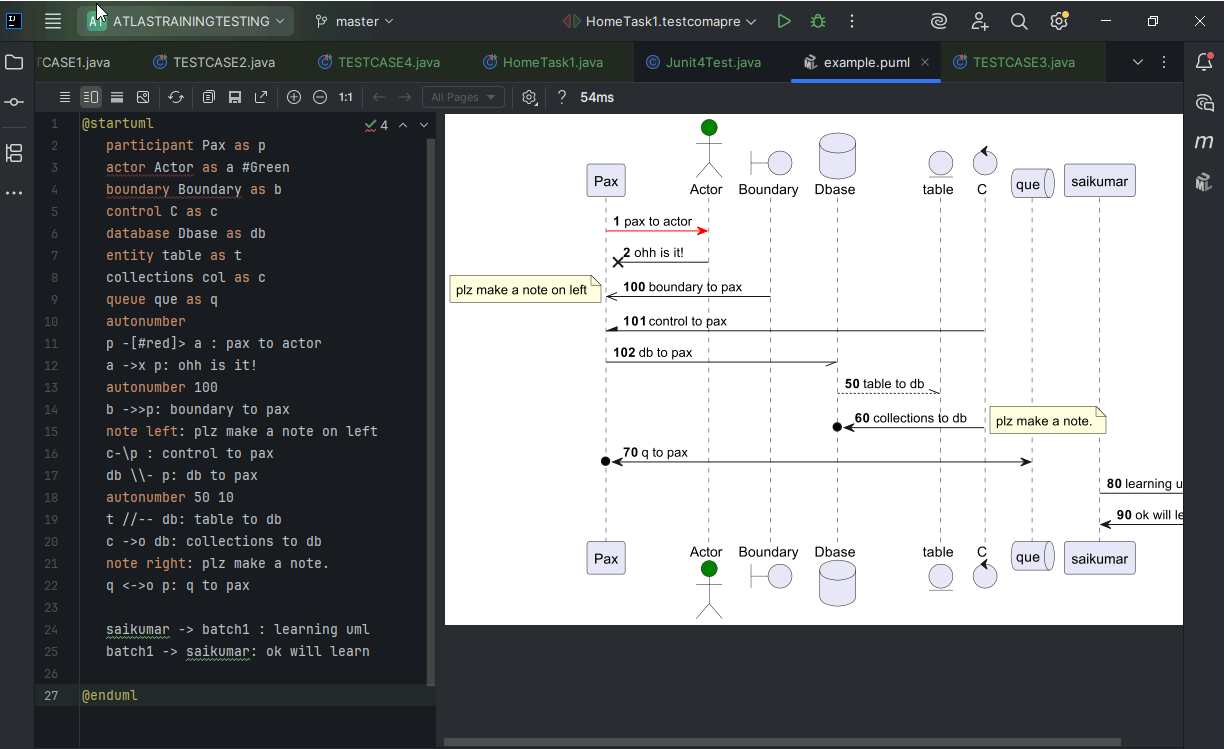 AT ATLASTRAININGTESTING master HomeTask1.testcomapre
TCASE1.java TESTCASE2.java TESTCASE4.java HomeTask1.java Junit4Test.java example.puml TESTCASE3.java
1:1 All Pages ? 54ms
4
1 @startuml
2 participant Pax as p
3 actor Actor as a #Green
4 boundary Boundary as b
5 control C as c
6 database Dbase as db
7 entity table as t
8 collections col as c
9 queue que as q
10 autonumber
11 p -[#red]> a : pax to actor
12 a ->x p: ohh is it!
13 autonumber 100
14 b ->>p: boundary to pax
15 note left: plz make a note on left
16 c-\p : control to pax
17 db \\- p: db to pax
18 autonumber 50 10
19 t //-- db: table to db
20 c ->o db: collections to db
21 note right: plz make a note.
22 q <->o p: q to pax
23
24 saikumar -> batch1 : learning uml
25 batch1 -> saikumar: ok will learn
26
27 @enduml
Pax Actor Boundary Dbase table C que saikumar
1 pax to actor
2 ohh is it!
plz make a note on left 100 boundary to pax
101 control to pax
102 db to pax
50 table to db
60 collections to db plz make a note.
70 q to pax
80 learning u
90 ok will le
Pax Actor Boundary Dbase table C que saikumar
m